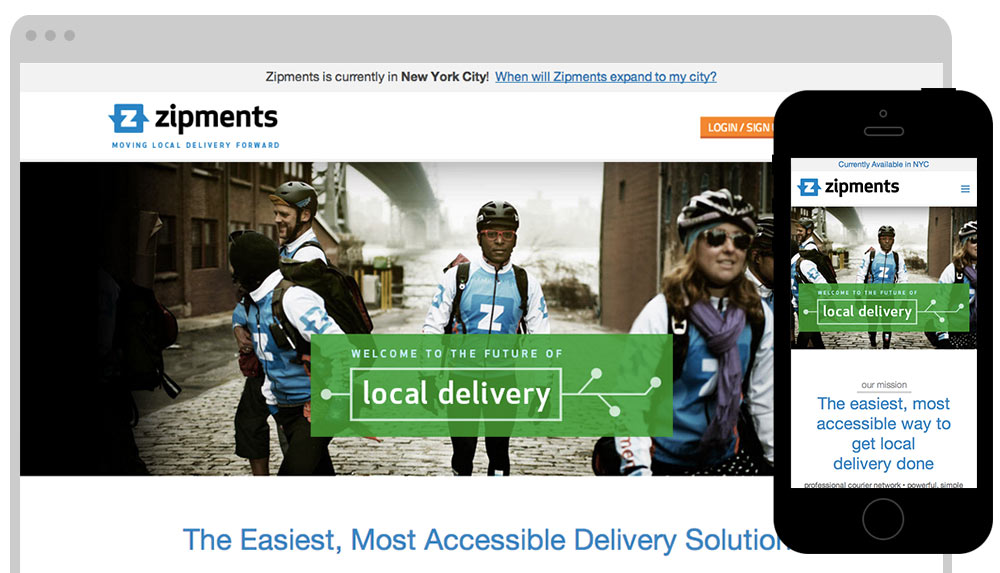 Zipments is currently in New York City! When will Zipments expand to my city?
zipments
MOVING LOCAL DELIVERY FORWARD
LOGIN / SIGN
WELCOME TO THE FUTURE OF
local delivery
The Easiest, Most Accessible Delivery Solution
Currently Available in NYC
zipments
WELCOME TO THE FUTURE OF
local delivery
our mission
The easiest, most
accessible way to
get local
delivery done
professional courier network • powerful, simple